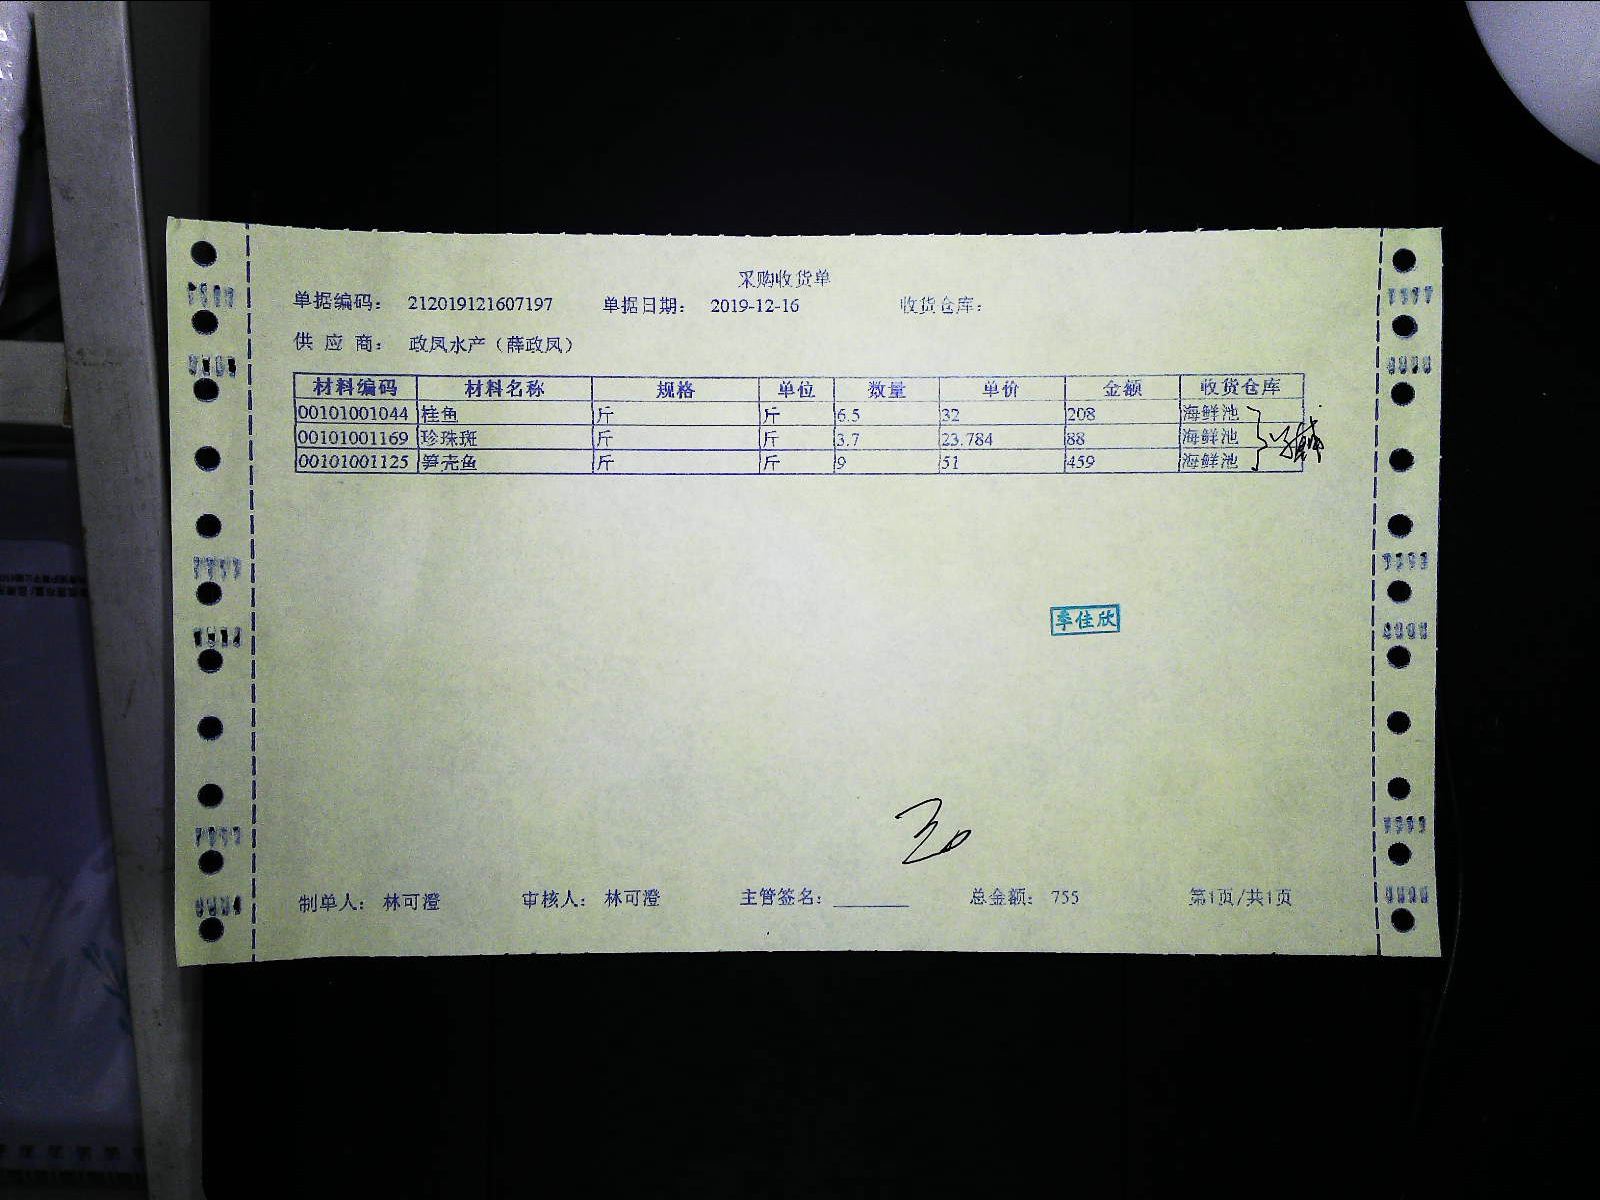 采购收货单
单据编码： 212019121607197 单据日期： 2019-12-16 收货仓库：
供 应 商： 政凤水产（薛政凤）
材料编码 材料名称 规格 单位 数量 单价 金额 收货仓库
00101001044 桂鱼 斤 斤 6.5 32 208 海鲜池
00101001169 珍珠斑 斤 斤 3.7 23.784 88 海鲜池
00101001125 笋壳鱼 斤 斤 9 51 459 海鲜池
李佳欣
制单人： 林可澄 审核人： 林可澄 主管签名： 总金额： 755 第1页/共1页